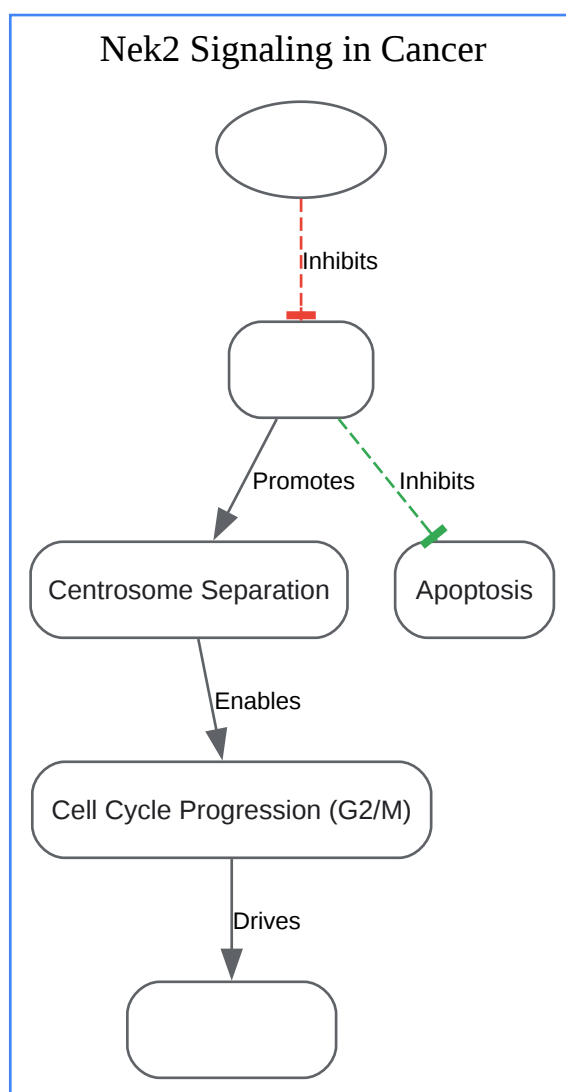 Nek2 Signaling in Cancer
Inhibits
Promotes
Inhibits
Centrosome Separation
Apoptosis
Enables
Cell Cycle Progression (G2/M)
Drives